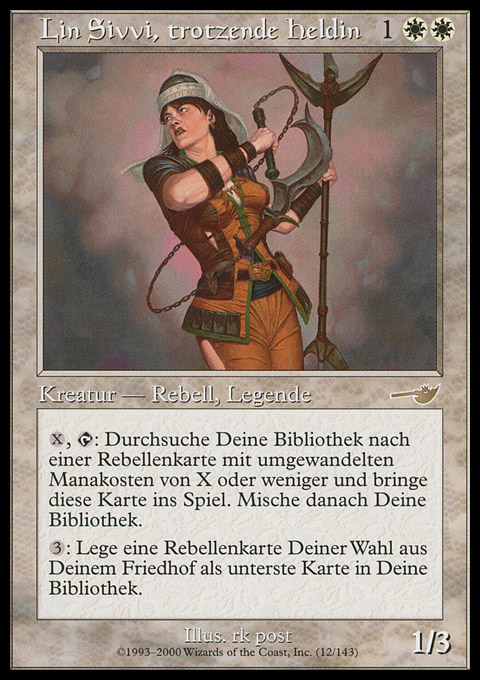 Lin Sivvi, trotzende Heldin 1
Kreatur — Rebell, Legende
X, : Durchsuche Deine Bibliothek nach
einer Rebellenkarte mit umgewandelten
Manakosten von X oder weniger und bringe
diese Karte ins Spiel. Mische danach Deine
Bibliothek.
3: Lege eine Rebellenkarte Deiner Wahl aus
Deinem Friedhof als unterste Karte in Deine
Bibliothek.
Illus. rk post
©1993–2000 Wizards of the Coast, Inc. (12/143)
1/3